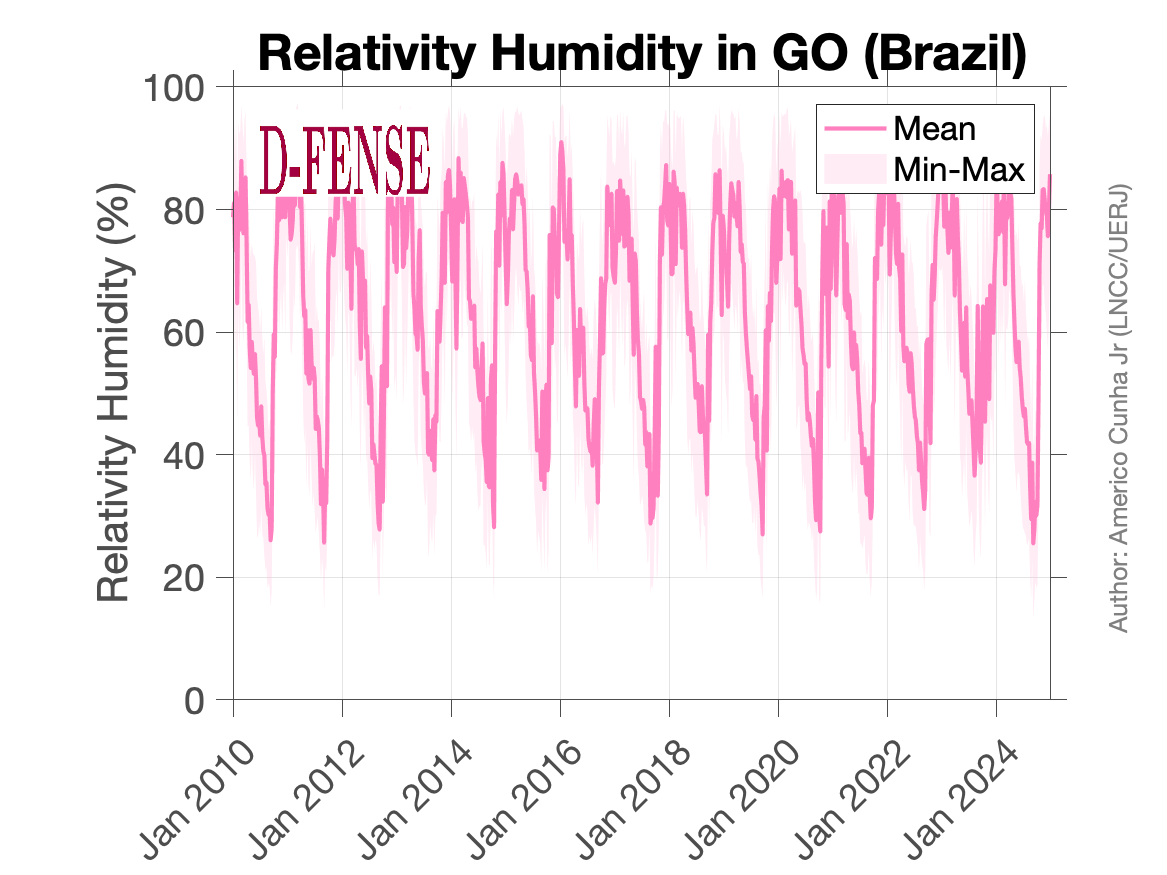 Relativity Humidity in GO (Brazil)
D-FENSE
Mean
Min-Max
Relativity Humidity (%)
100
80
60
40
20
0
Jan 2010
Jan 2012
Jan 2014
Jan 2016
Jan 2018
Jan 2020
Jan 2022
Jan 2024
Author: Americo Cunha Jr (LNCC/UERJ)